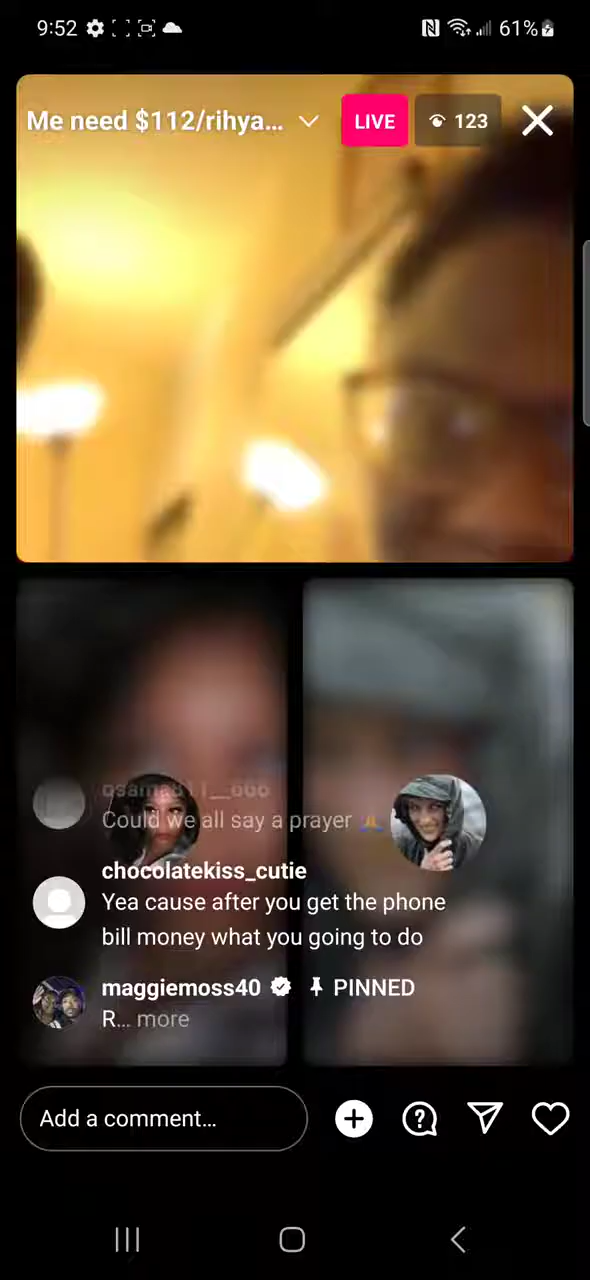 9:52
61%
Me need $112/rihya...
LIVE
123
Could we all say a prayer 🙏
chocolatekiss_cutie
Yea cause after you get the phone
bill money what you going to do
maggiemoss40 PINNED
R... more
Add a comment...